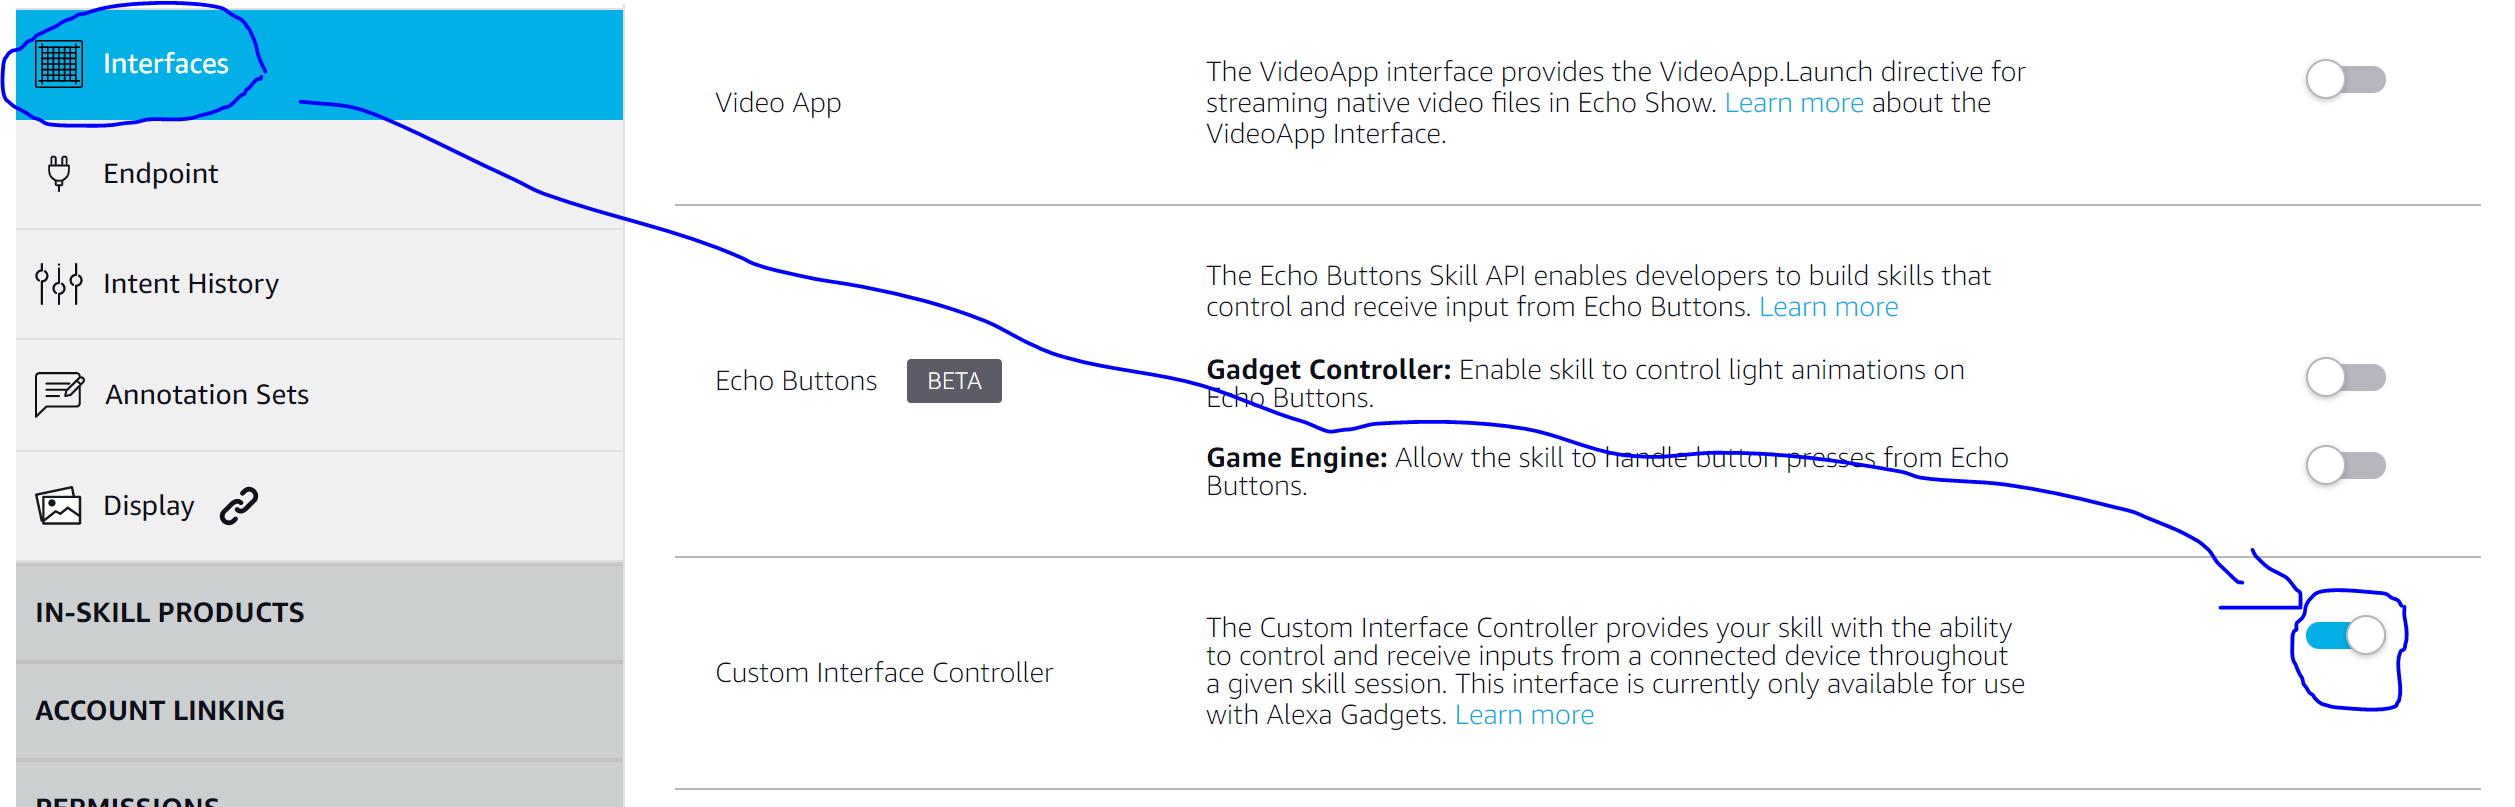 Interfaces
Endpoint
Intent History
Annotation Sets
Display
IN-SKILL PRODUCTS
ACCOUNT LINKING
PERMISSIONS
Video App
The VideoApp interface provides the VideoApp.Launch directive for
streaming native video files in Echo Show. Learn more about the
VideoApp Interface.
Echo Buttons BETA
The Echo Buttons Skill API enables developers to build skills that
control and receive input from Echo Buttons. Learn more
Gadget Controller: Enable skill to control light animations on
Echo Buttons.
Game Engine: Allow the skill to handle button presses from Echo
Buttons.
Custom Interface Controller
The Custom Interface Controller provides your skill with the ability
to control and receive inputs from a connected device throughout
a given skill session. This interface is currently only available for use
with Alexa Gadgets. Learn more